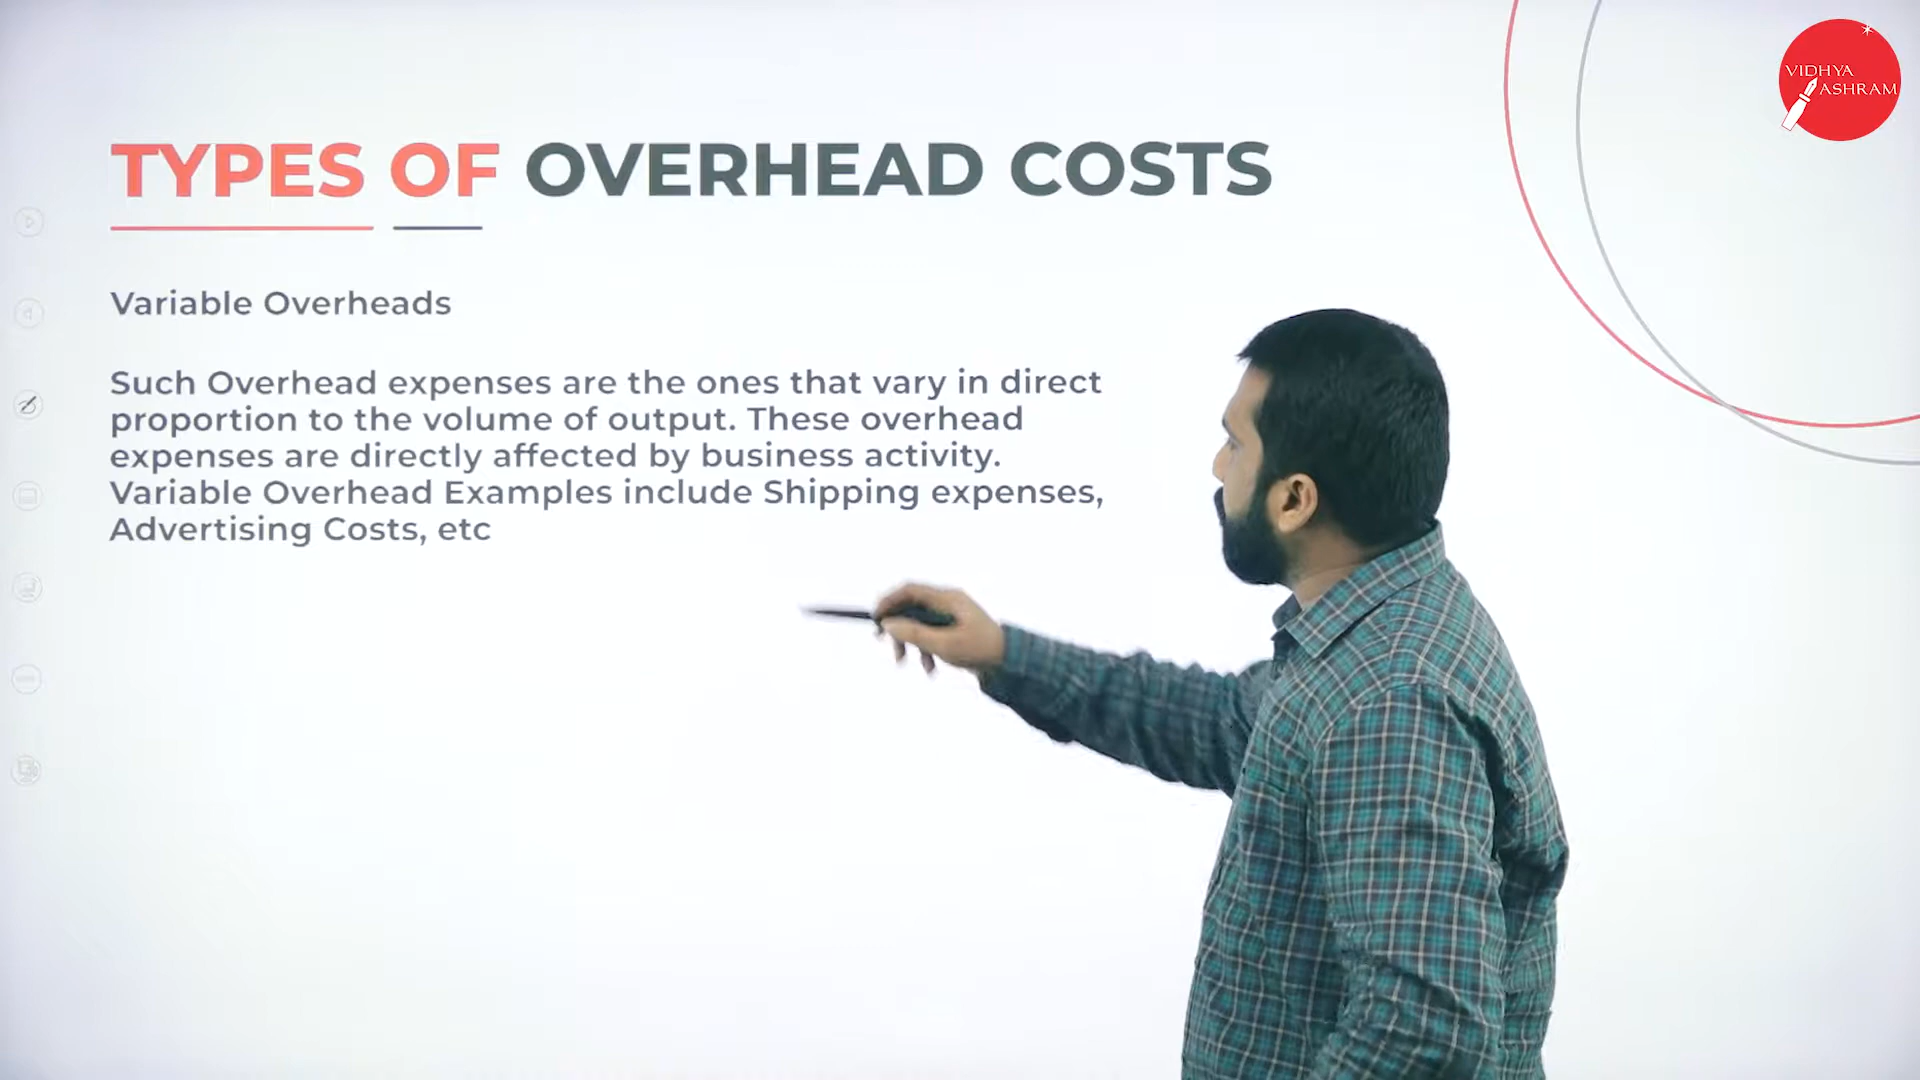 VIDHYA
ASHRAM
TYPES OF OVERHEAD COSTS
Variable Overheads
Such Overhead expenses are the ones that vary in direct
proportion to the volume of output. These overhead
expenses are directly affected by business activity.
Variable Overhead Examples include Shipping expenses,
Advertising Costs, etc